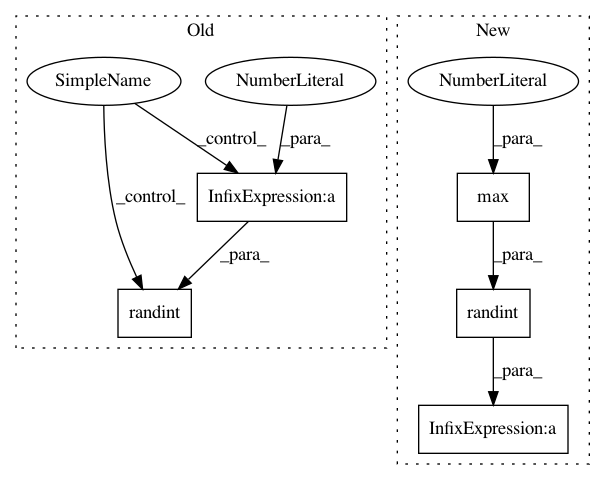 Old
New
SimpleName
NumberLiteral
NumberLiteral
_control_
_para_
_para_
_control_
InfixExpression:a
max
_para_
_para_
randint
randint
_para_
InfixExpression:a